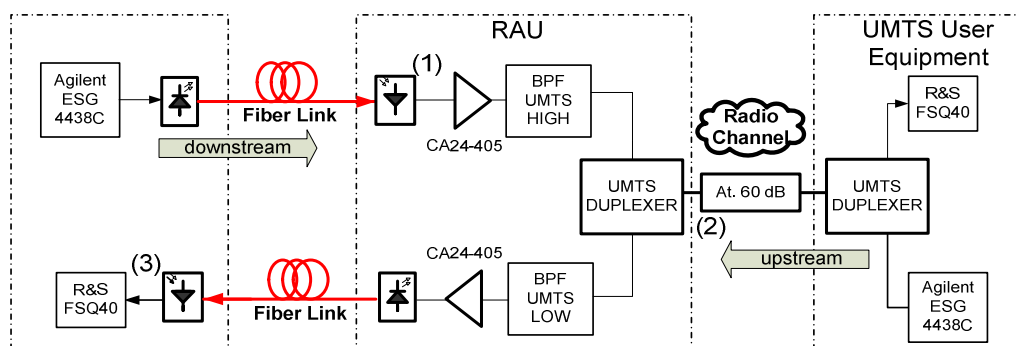 RAU
UMTS User
Equipment
Agilent
ESG
4438C
Fiber Link
downstream
(1)
CA24-405
BPF
UMTS
HIGH
Radio
Channel
R&S
FSQ40
UMTS
DUPLEXER
At. 60 dB
UMTS
DUPLEXER
(2)
upstream
(3)
R&S
FSQ40
Fiber Link
CA24-405
BPF
UMTS
LOW
Agilent
ESG
4438C